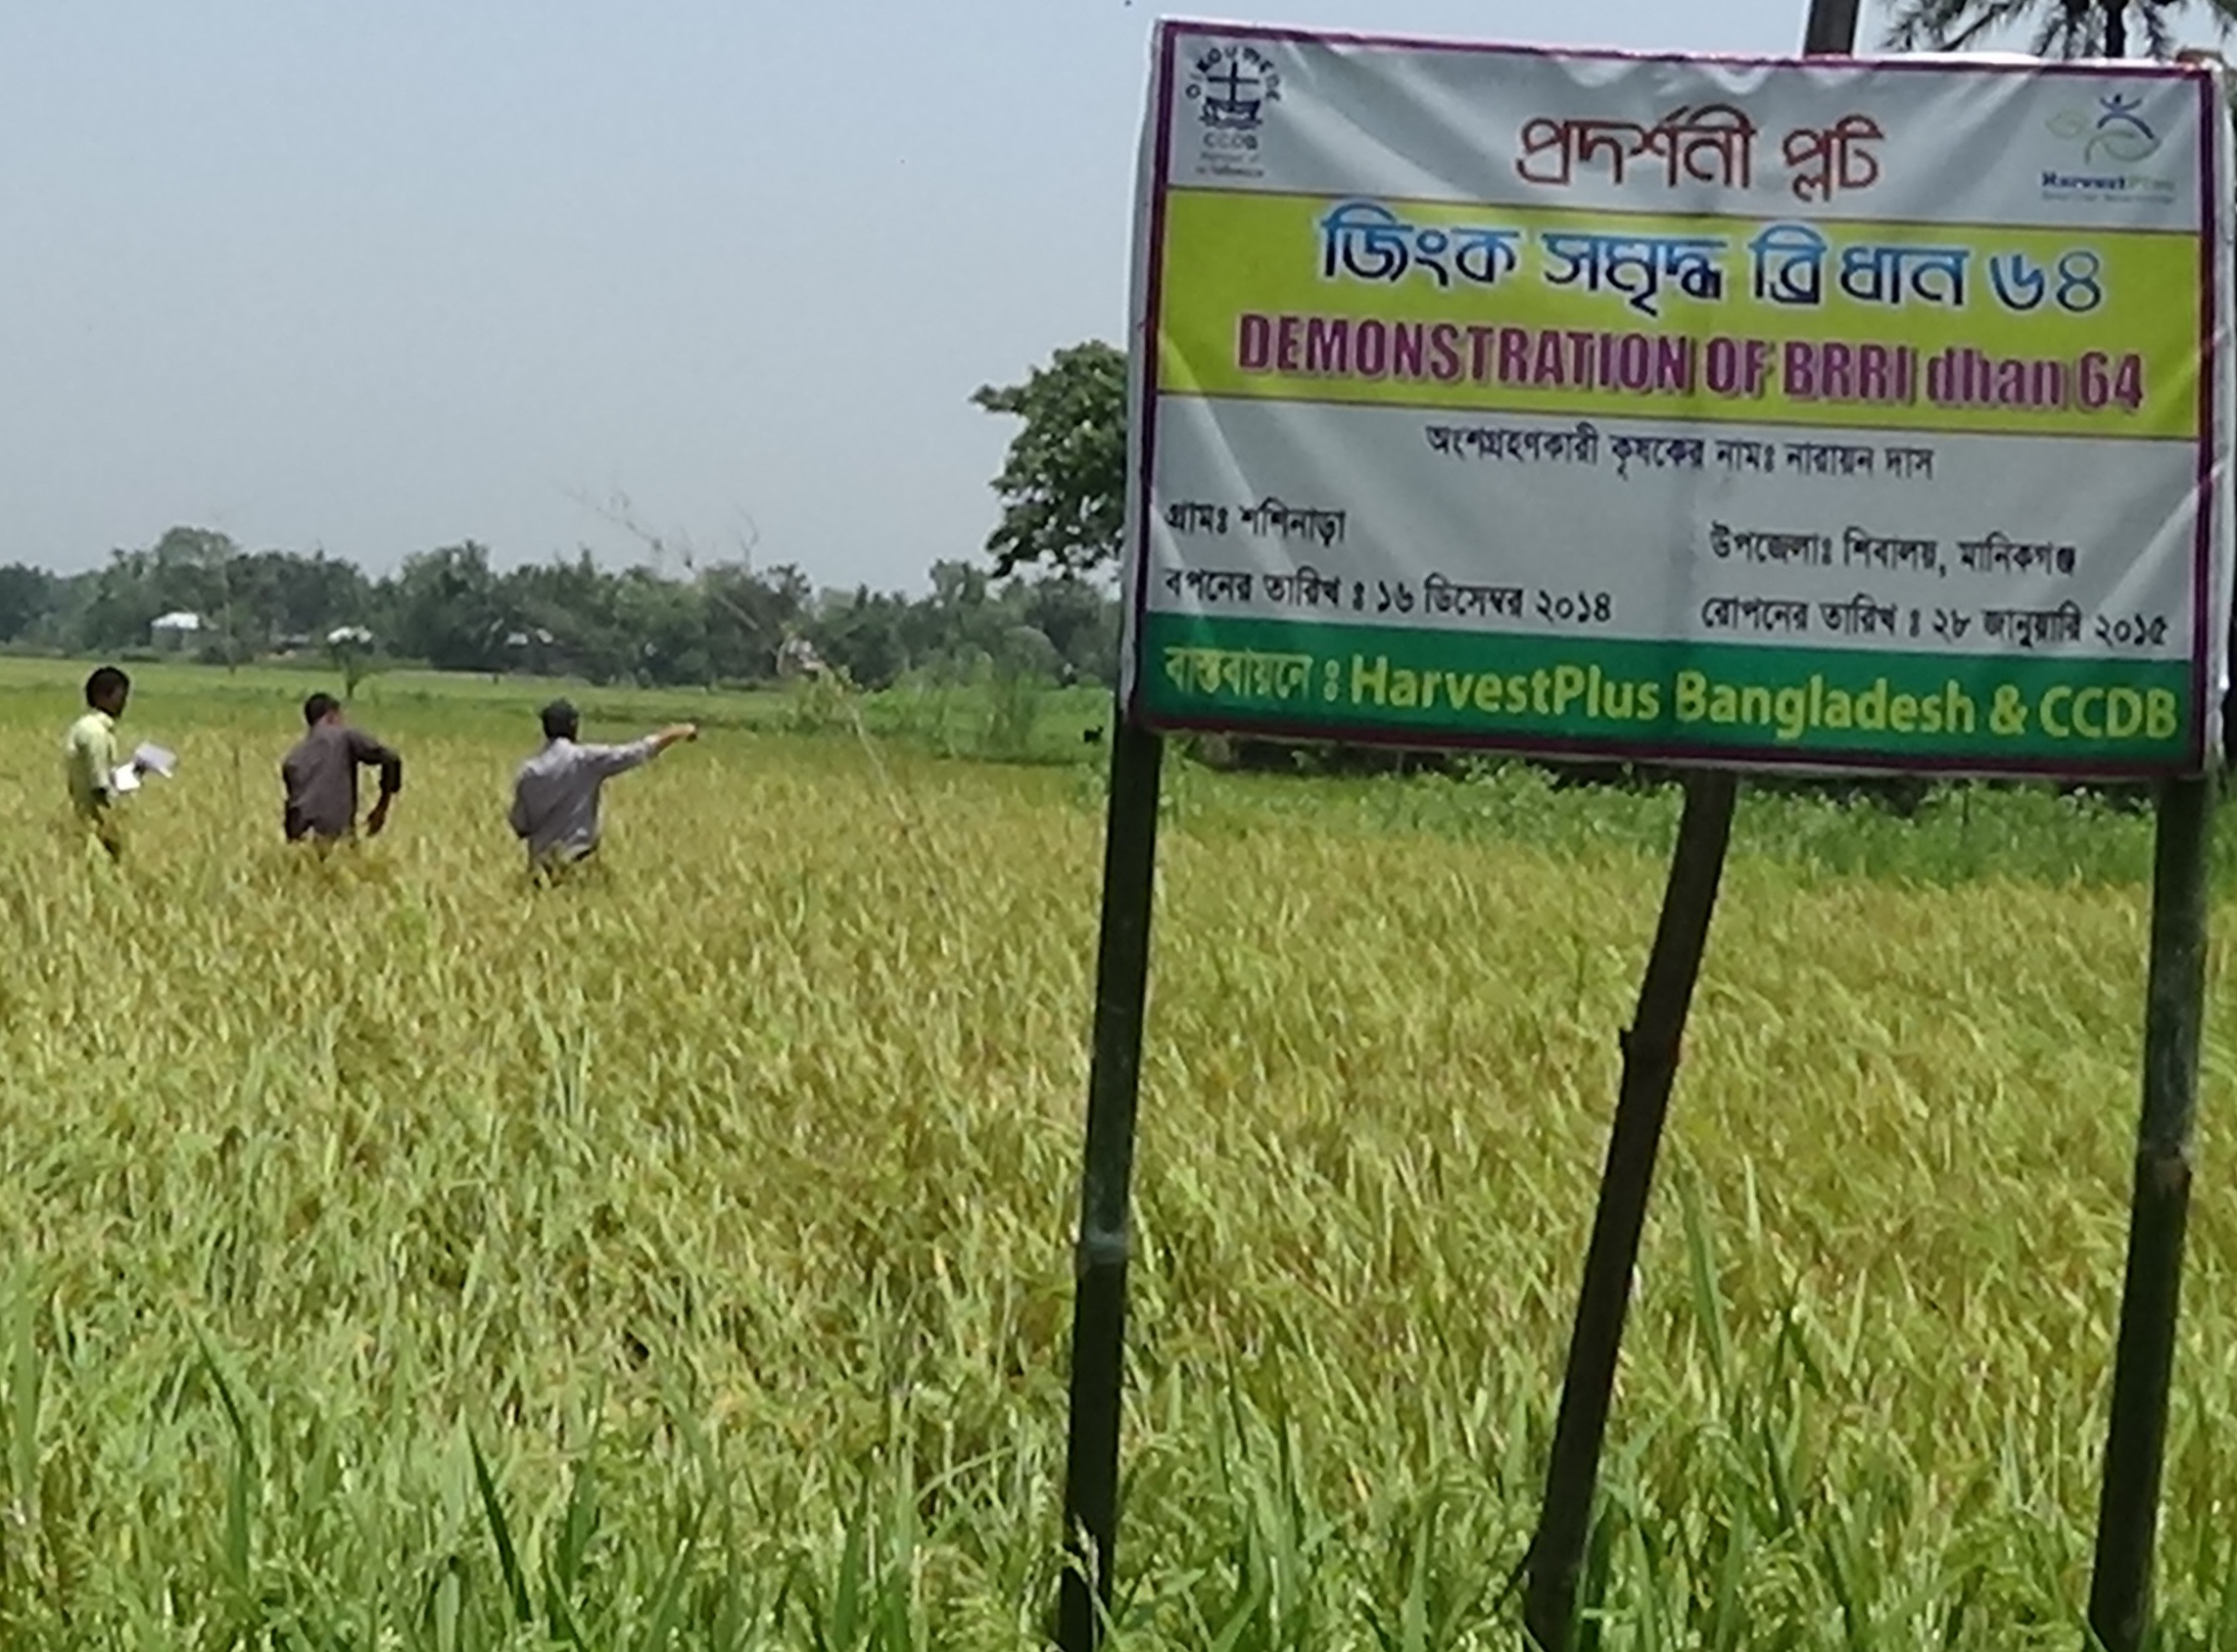 OIKOUMENE
CCDB
HarvestPlus
প্রদর্শনী প্লট
জিংক সমৃদ্ধ ব্রি ধান ৬৪
DEMONSTRATION OF BRRI dhan 64
অংশগ্রহণকারী কৃষকের নামঃ নারায়ন দাস
গ্রামঃ শশিনাড়া
উপজেলাঃ শিবালয়, মানিকগঞ্জ
বপনের তারিখ ঃ ১৬ ডিসেম্বর ২০১৪
রোপনের তারিখ ঃ ২৮ জানুয়ারি ২০১৫
বাস্তবায়নে ঃ HarvestPlus Bangladesh & CCDB